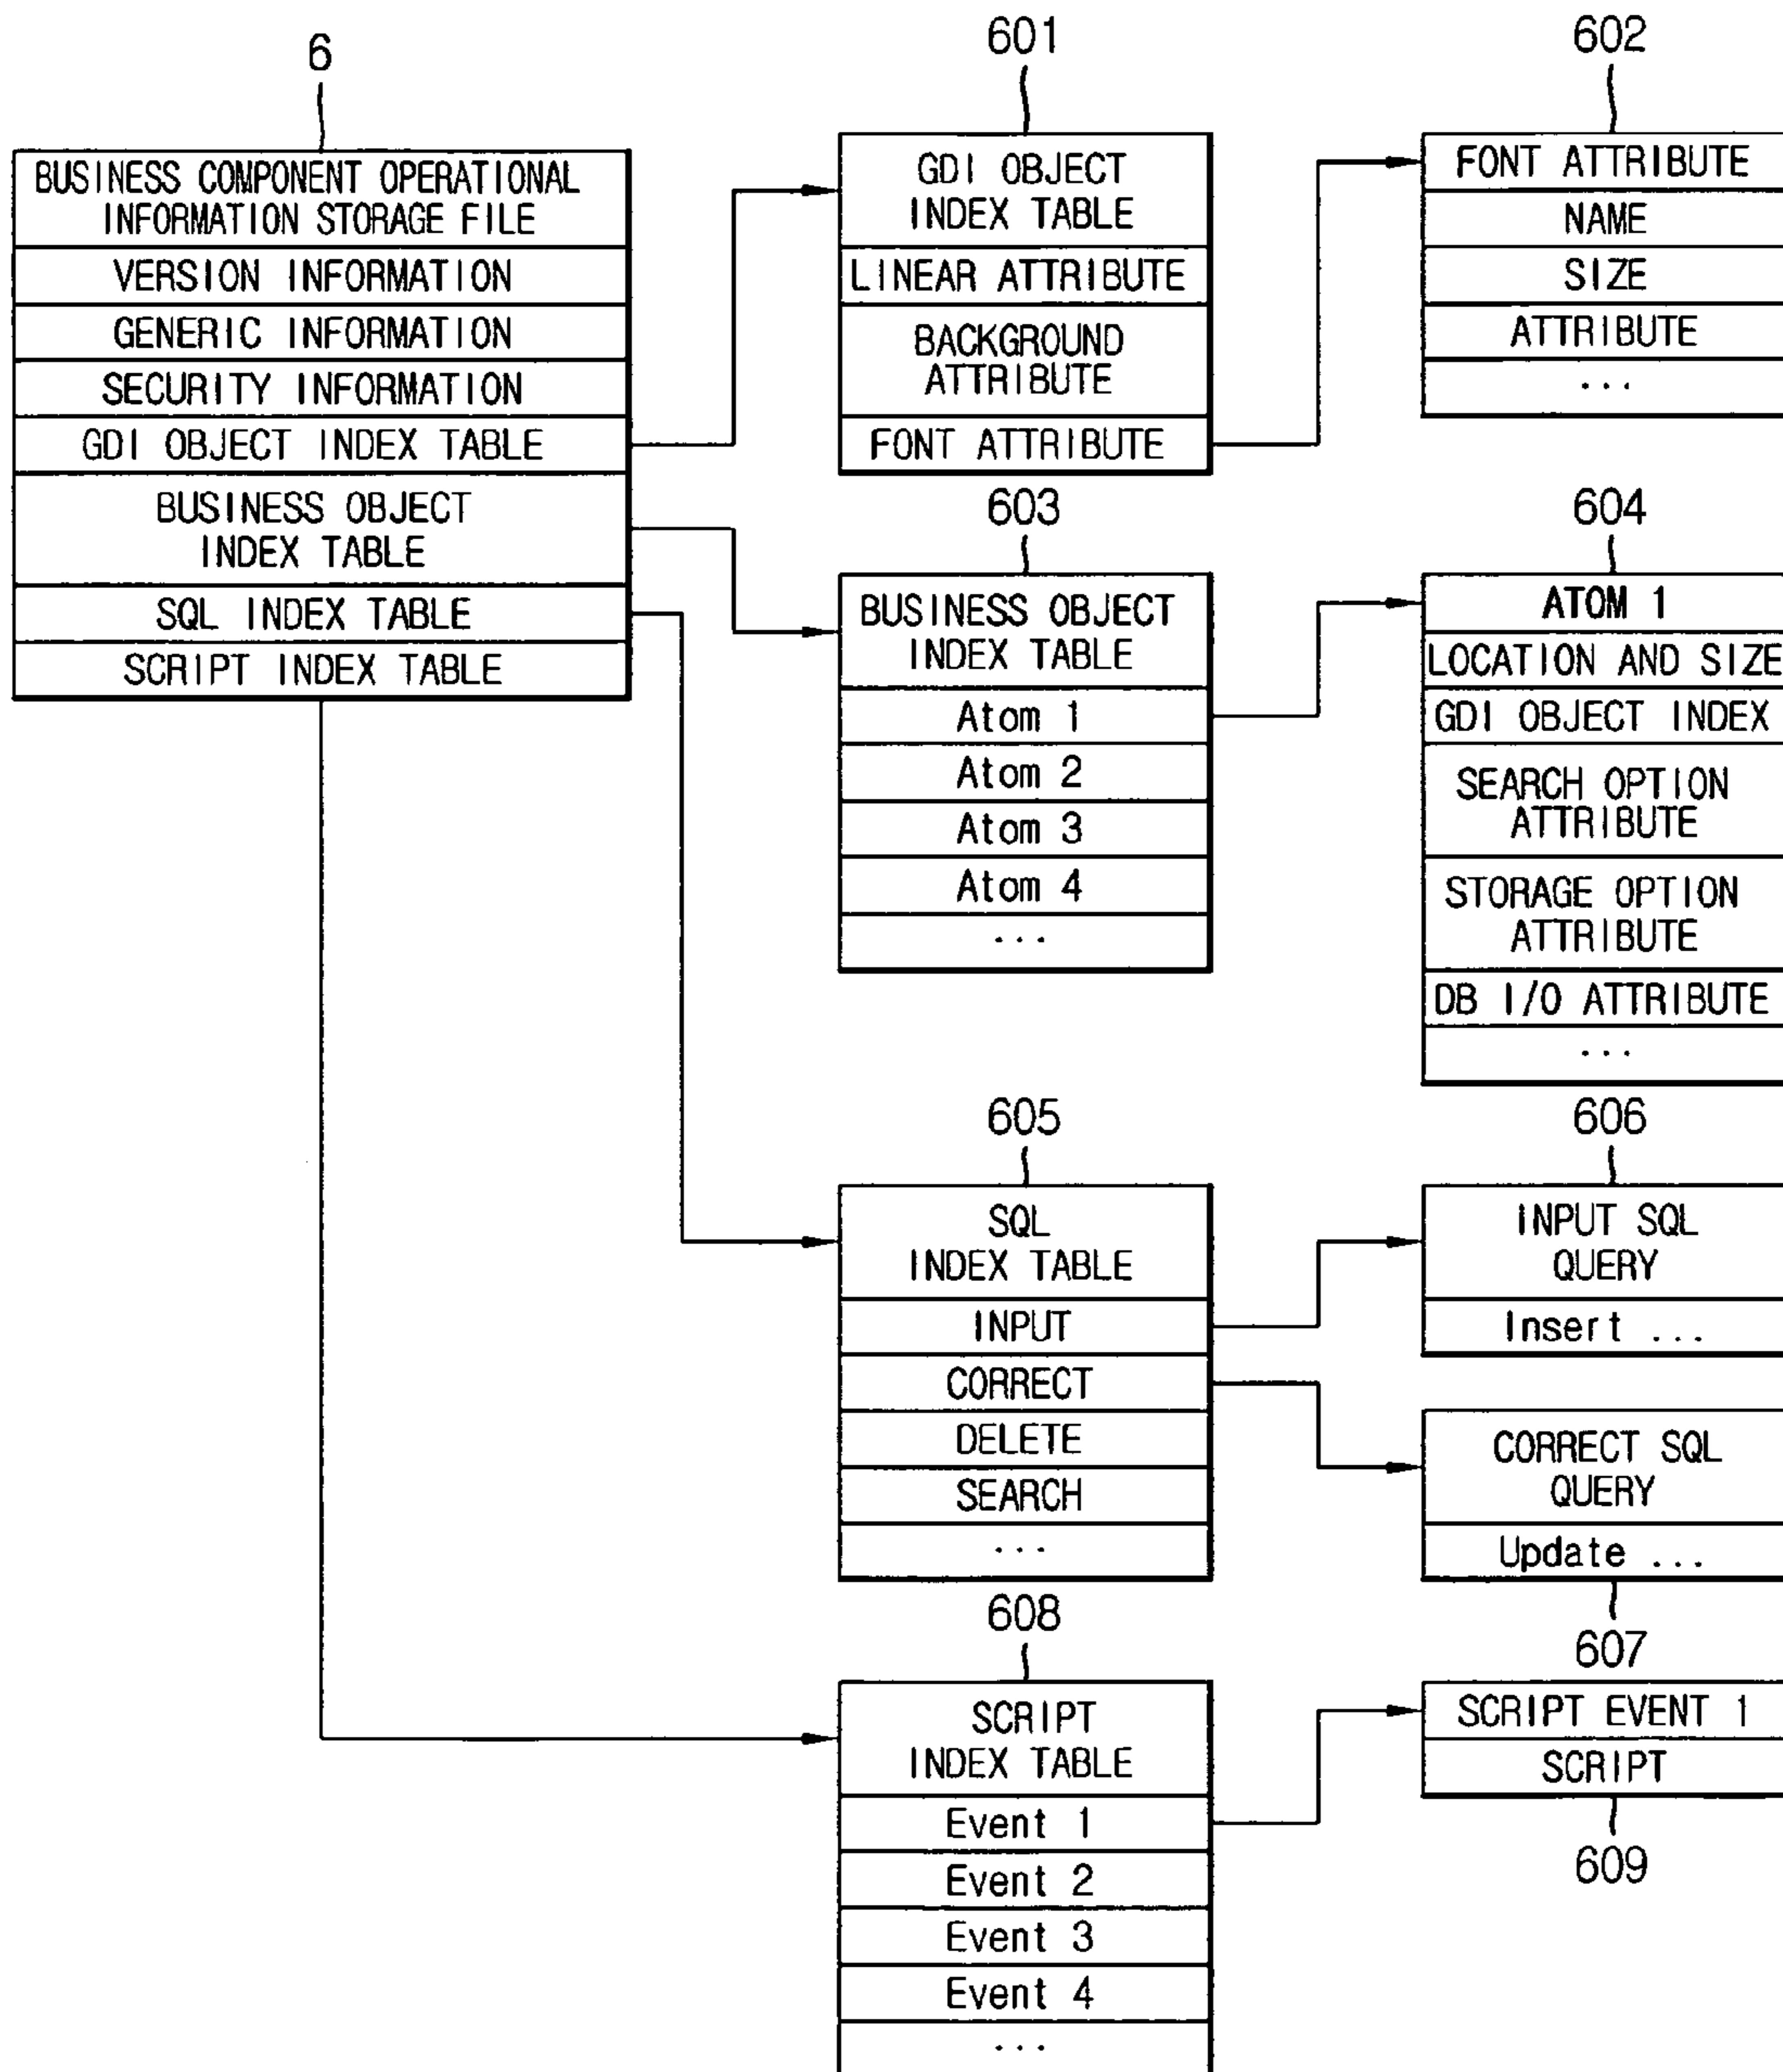 6
BUSINESS COMPONENT OPERATIONAL
INFORMATION STORAGE FILE
VERSION INFORMATION
GENERIC INFORMATION
SECURITY INFORMATION
GDI OBJECT INDEX TABLE
BUSINESS OBJECT
INDEX TABLE
SQL INDEX TABLE
SCRIPT INDEX TABLE
601
GDI OBJECT
INDEX TABLE
LINEAR ATTRIBUTE
BACKGROUND
ATTRIBUTE
FONT ATTRIBUTE
602
FONT ATTRIBUTE
NAME
SIZE
ATTRIBUTE
...
603
BUSINESS OBJECT
INDEX TABLE
Atom 1
Atom 2
Atom 3
Atom 4
...
604
ATOM 1
LOCATION AND SIZE
GDI OBJECT INDEX
SEARCH OPTION
ATTRIBUTE
STORAGE OPTION
ATTRIBUTE
DB I/O ATTRIBUTE
...
605
SQL
INDEX TABLE
INPUT
CORRECT
DELETE
SEARCH
...
606
INPUT SQL
QUERY
Insert ...
CORRECT SQL
QUERY
Update ...
607
608
SCRIPT
INDEX TABLE
Event 1
Event 2
Event 3
Event 4
...
SCRIPT EVENT 1
SCRIPT
609